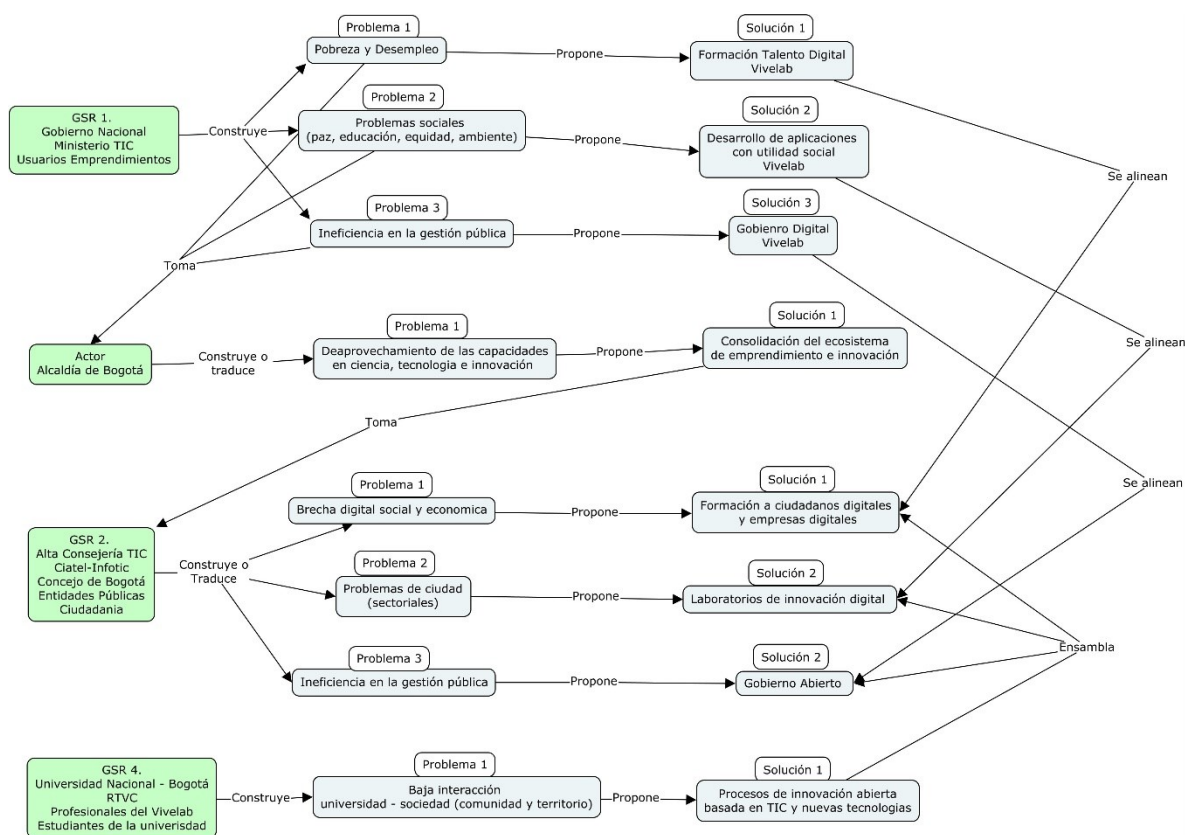 Problema 1
Pobreza y Desempleo
Propone
Solución 1
Formación Talento Digital
Vivelab
GSR 1.
Gobierno Nacional
Ministerio TIC
Usuarios Emprendimientos
Construye
Problema 2
Problemas sociales
(paz, educación, equidad, ambiente)
Propone
Solución 2
Desarrollo de aplicaciones
con utilidad social
Vivelab
Se alinean
Problema 3
Ineficiencia en la gestión pública
Propone
Solución 3
Gobienro Digital
Vivelab
Toma
Actor
Alcaldía de Bogotá
Construye o
traduce
Problema 1
Deaprovechamiento de las capacidades
en ciencia, tecnologia e innovación
Propone
Solución 1
Consolidación del ecosistema
de emprendimiento e innovación
Se alinean
Toma
Se alinean
GSR 2.
Alta Consejería TIC
Ciatel-Infotic
Concejo de Bogotá
Entidades Públicas
Ciudadania
Construye o
Traduce
Problema 1
Brecha digital social y economica
Propone
Solución 1
Formación a ciudadanos digitales
y empresas digitales
Problema 2
Problemas de ciudad
(sectoriales)
Propone
Solución 2
Laboratorios de innovación digital
Ensambla
Problema 3
Ineficiencia en la gestión pública
Propone
Solución 2
Gobierno Abierto
GSR 4.
Universidad Nacional - Bogotá
RTVC
Profesionales del Vivelab
Estudiantes de la univerisdad
Construye
Problema 1
Baja interacción
universidad - sociedad (comunidad y territorio)
Propone
Solución 1
Procesos de innovación abierta
basada en TIC y nuevas tecnologias